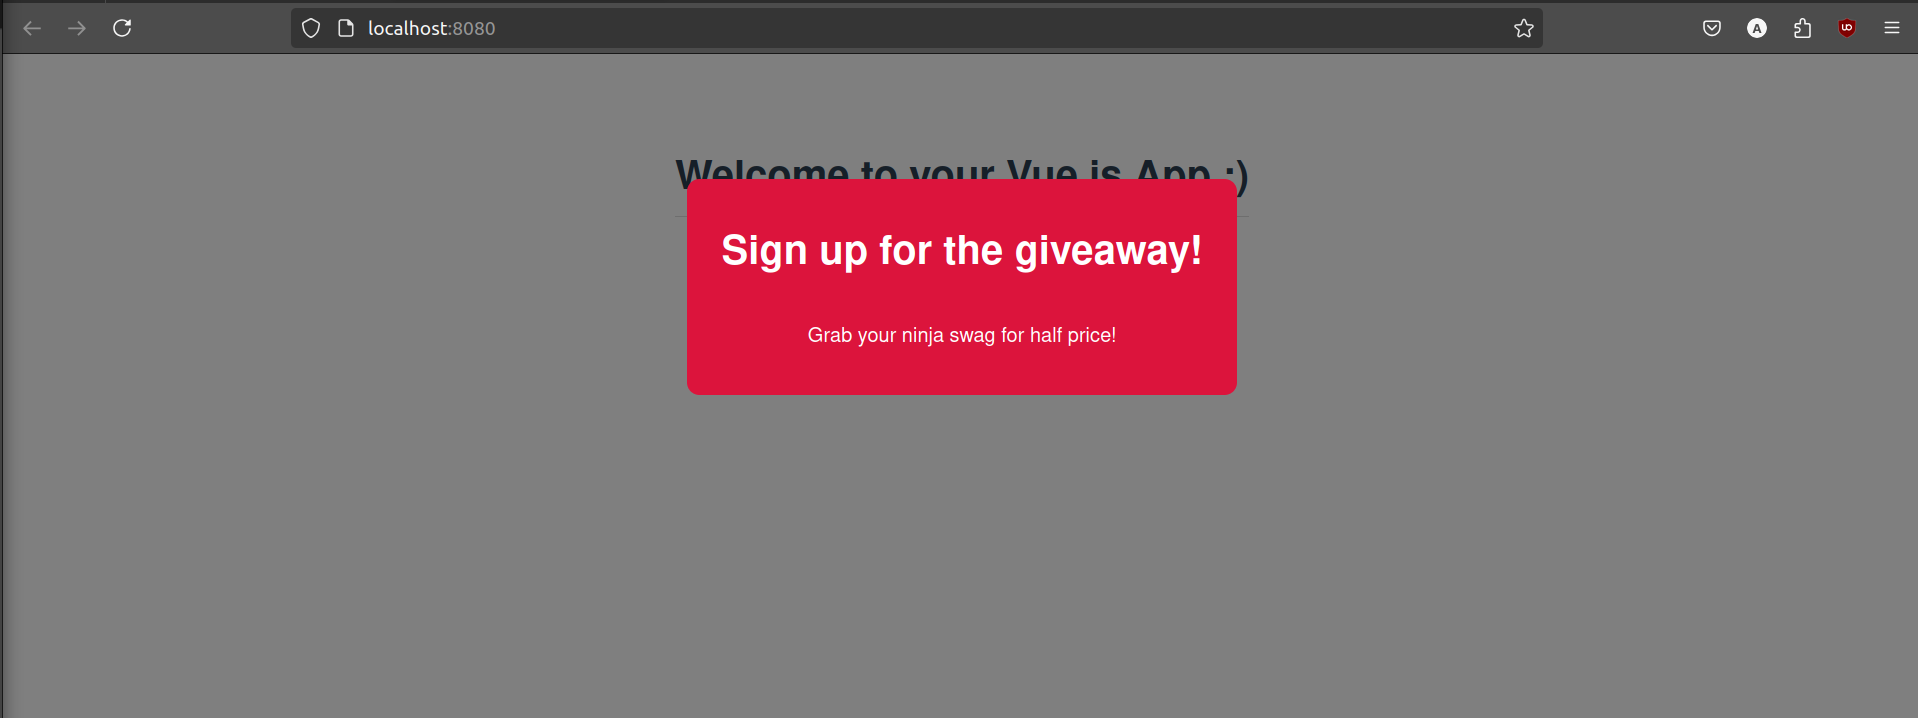 localhost:8080
A
Welcome to your Vue js App :)
Sign up for the giveaway!
Grab your ninja swag for half price!